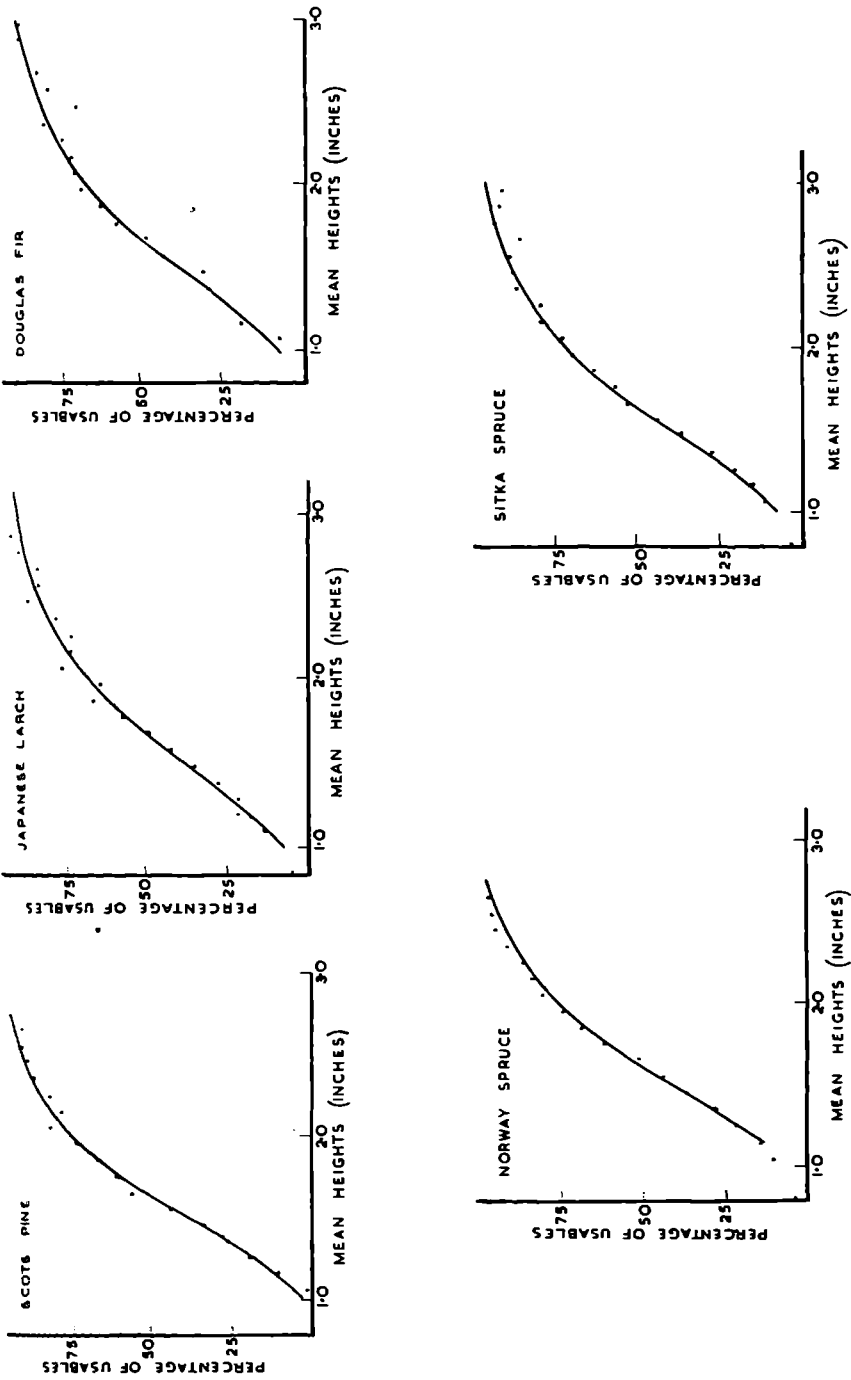 SCOTS PINE
PERCENTAGE OF USABLES
75
50
25
1·0
2·0
3·0
MEAN HEIGHTS (INCHES)
JAPANESE LARCH
PERCENTAGE OF USABLES
75
50
25
1·0
2·0
3·0
MEAN HEIGHTS (INCHES)
DOUGLAS FIR
PERCENTAGE OF USABLES
75
50
25
1·0
2·0
3·0
MEAN HEIGHTS (INCHES)
NORWAY SPRUCE
PERCENTAGE OF USABLES
75
50
25
1·0
2·0
3·0
MEAN HEIGHTS (INCHES)
SITKA SPRUCE
PERCENTAGE OF USABLES
75
50
25
1·0
2·0
3·0
MEAN HEIGHTS (INCHES)